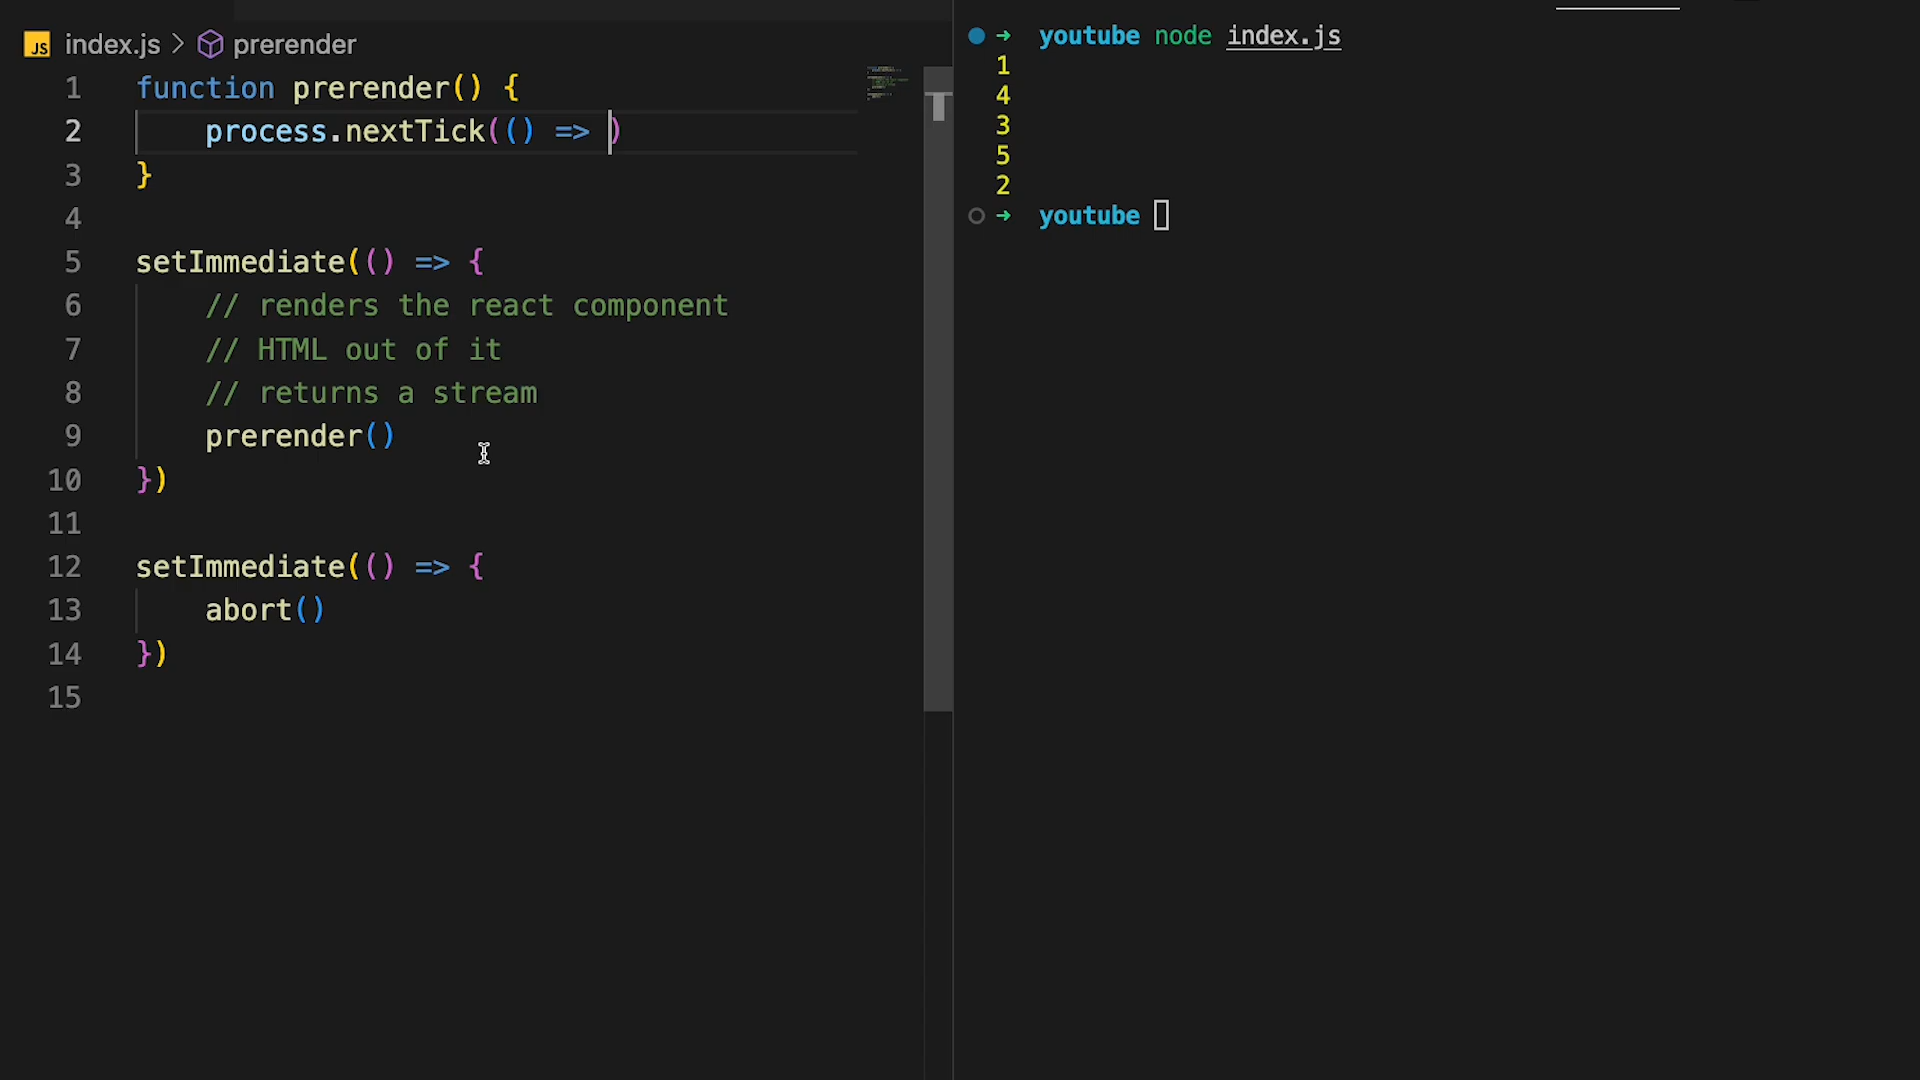 JS index.js > prerender
1 function prerender() {
2     process.nextTick(() => )
3 }
4
5 setImmediate(() => {
6     // renders the react component
7     // HTML out of it
8     // returns a stream
9     prerender()
10 })
11
12 setImmediate(() => {
13     abort()
14 })
15
→ youtube node index.js
1
4
3
5
2
→ youtube